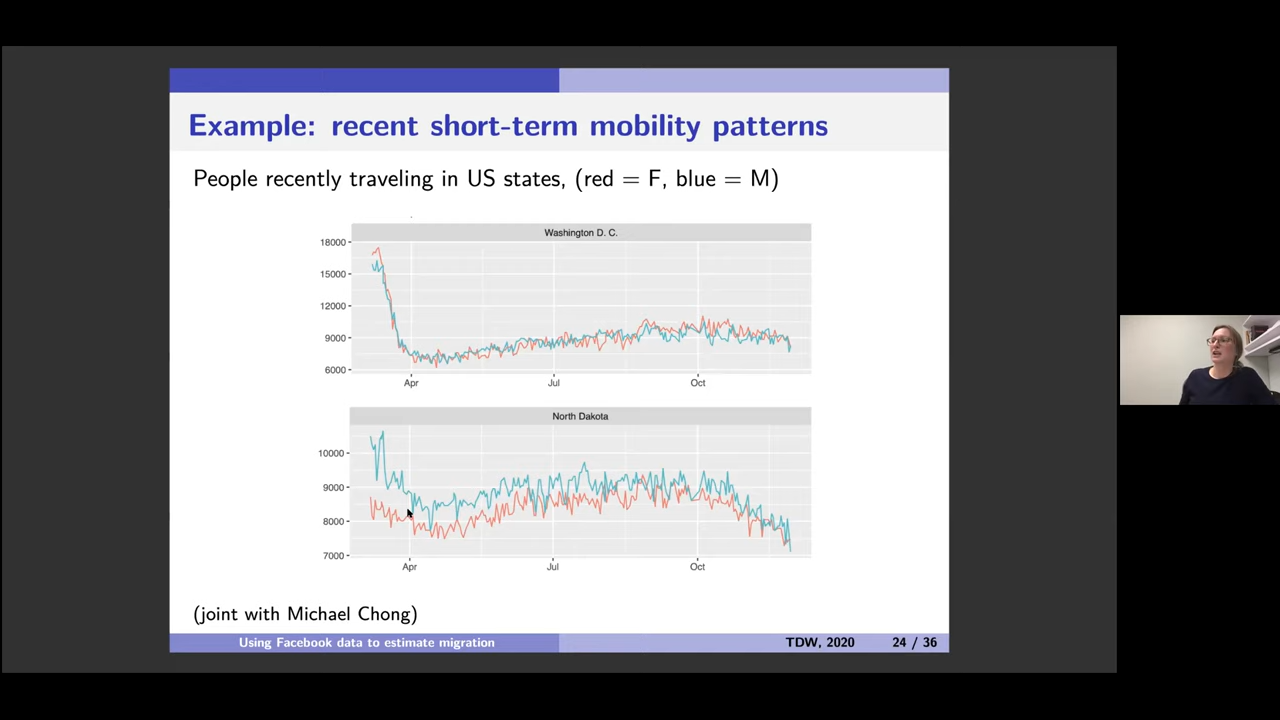 Example: recent short-term mobility patterns
People recently traveling in US states, (red = F, blue = M)
Washington D. C.
18000
15000
12000
9000
6000
Apr Jul Oct
North Dakota
10000
9000
8000
7000
Apr Jul Oct
(joint with Michael Chong)
Using Facebook data to estimate migration TDW, 2020 24 / 36